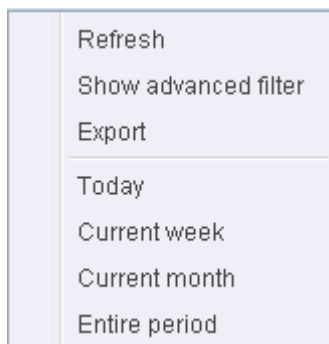 Refresh
Show advanced filter
Export
Today
Current week
Current month
Entire period